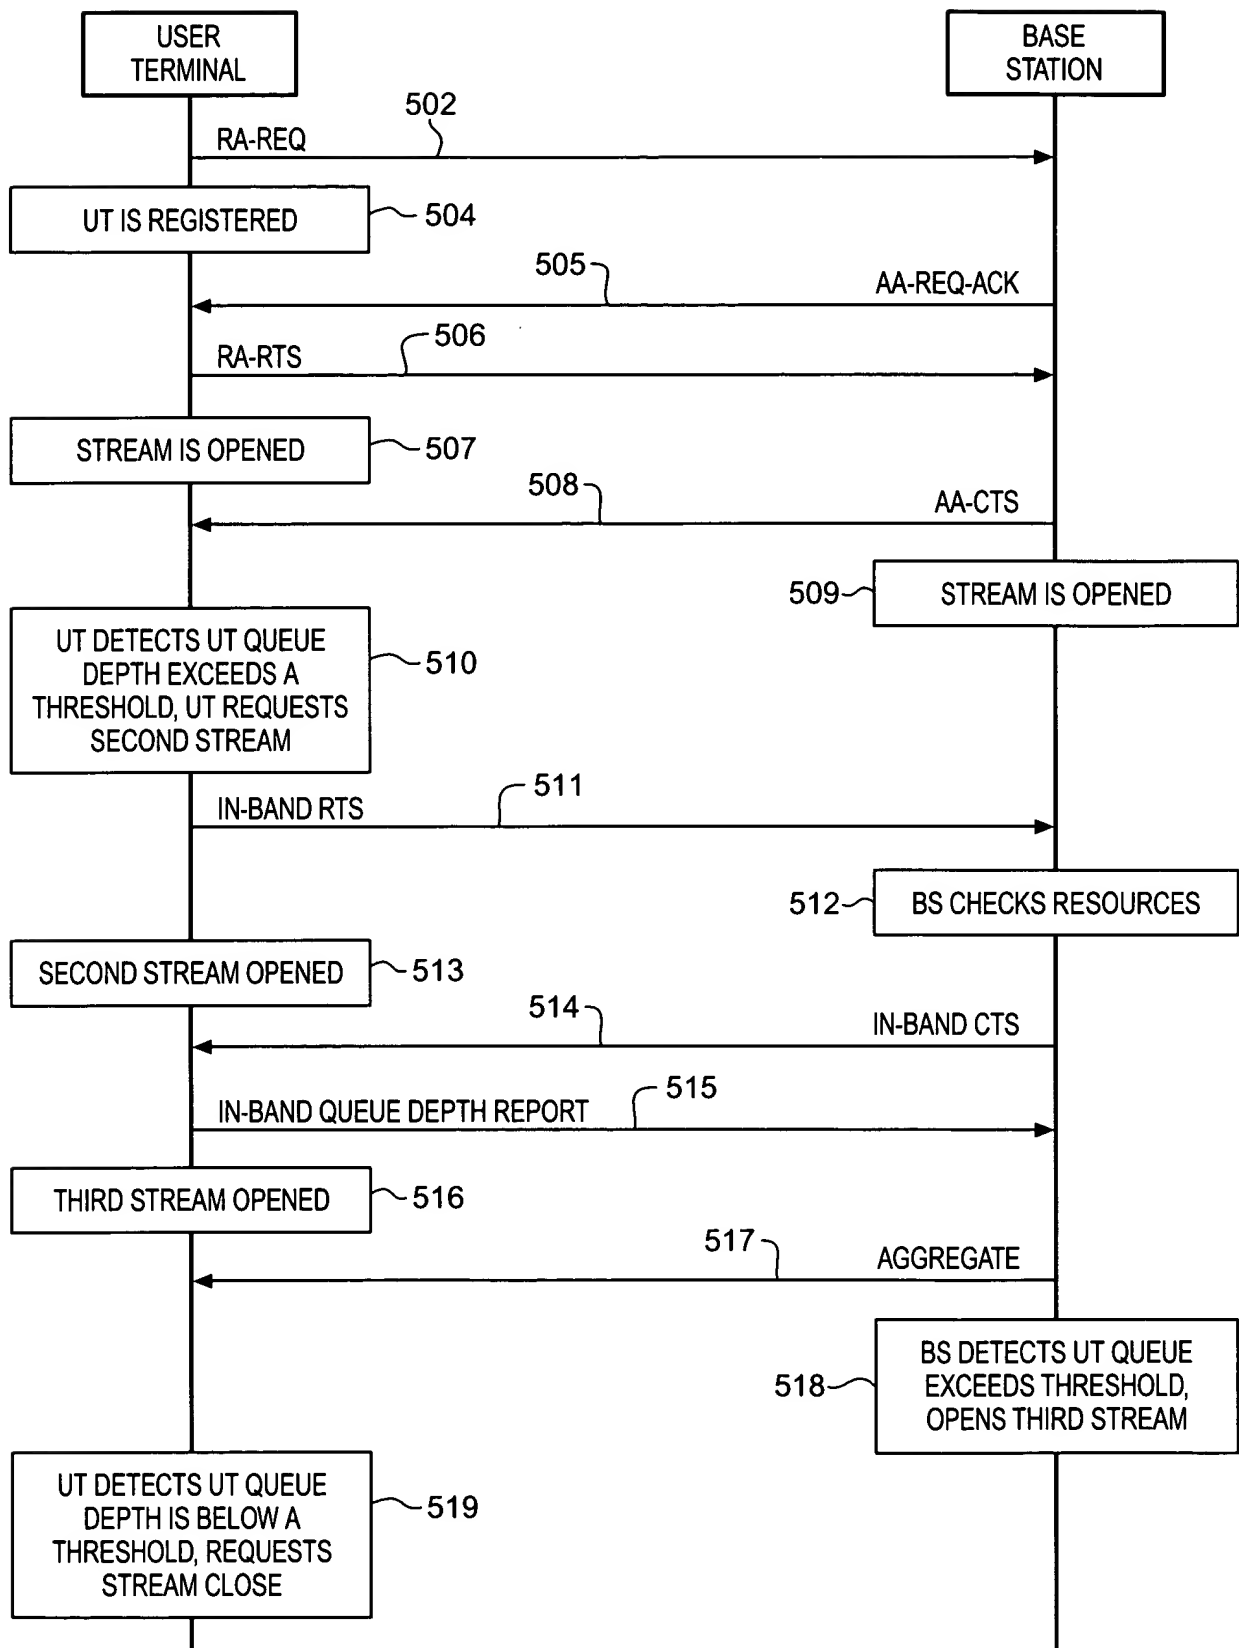 USER
TERMINAL
BASE
STATION
502
RA-REQ
UT IS REGISTERED
504
505
AA-REQ-ACK
RA-RTS
506
STREAM IS OPENED
507
508
AA-CTS
509
STREAM IS OPENED
UT DETECTS UT QUEUE
DEPTH EXCEEDS A
THRESHOLD, UT REQUESTS
SECOND STREAM
510
IN-BAND RTS
511
512
BS CHECKS RESOURCES
SECOND STREAM OPENED
513
514
IN-BAND CTS
IN-BAND QUEUE DEPTH REPORT
515
THIRD STREAM OPENED
516
517
AGGREGATE
518
BS DETECTS UT QUEUE
EXCEEDS THRESHOLD,
OPENS THIRD STREAM
UT DETECTS UT QUEUE
DEPTH IS BELOW A
THRESHOLD, REQUESTS
STREAM CLOSE
519